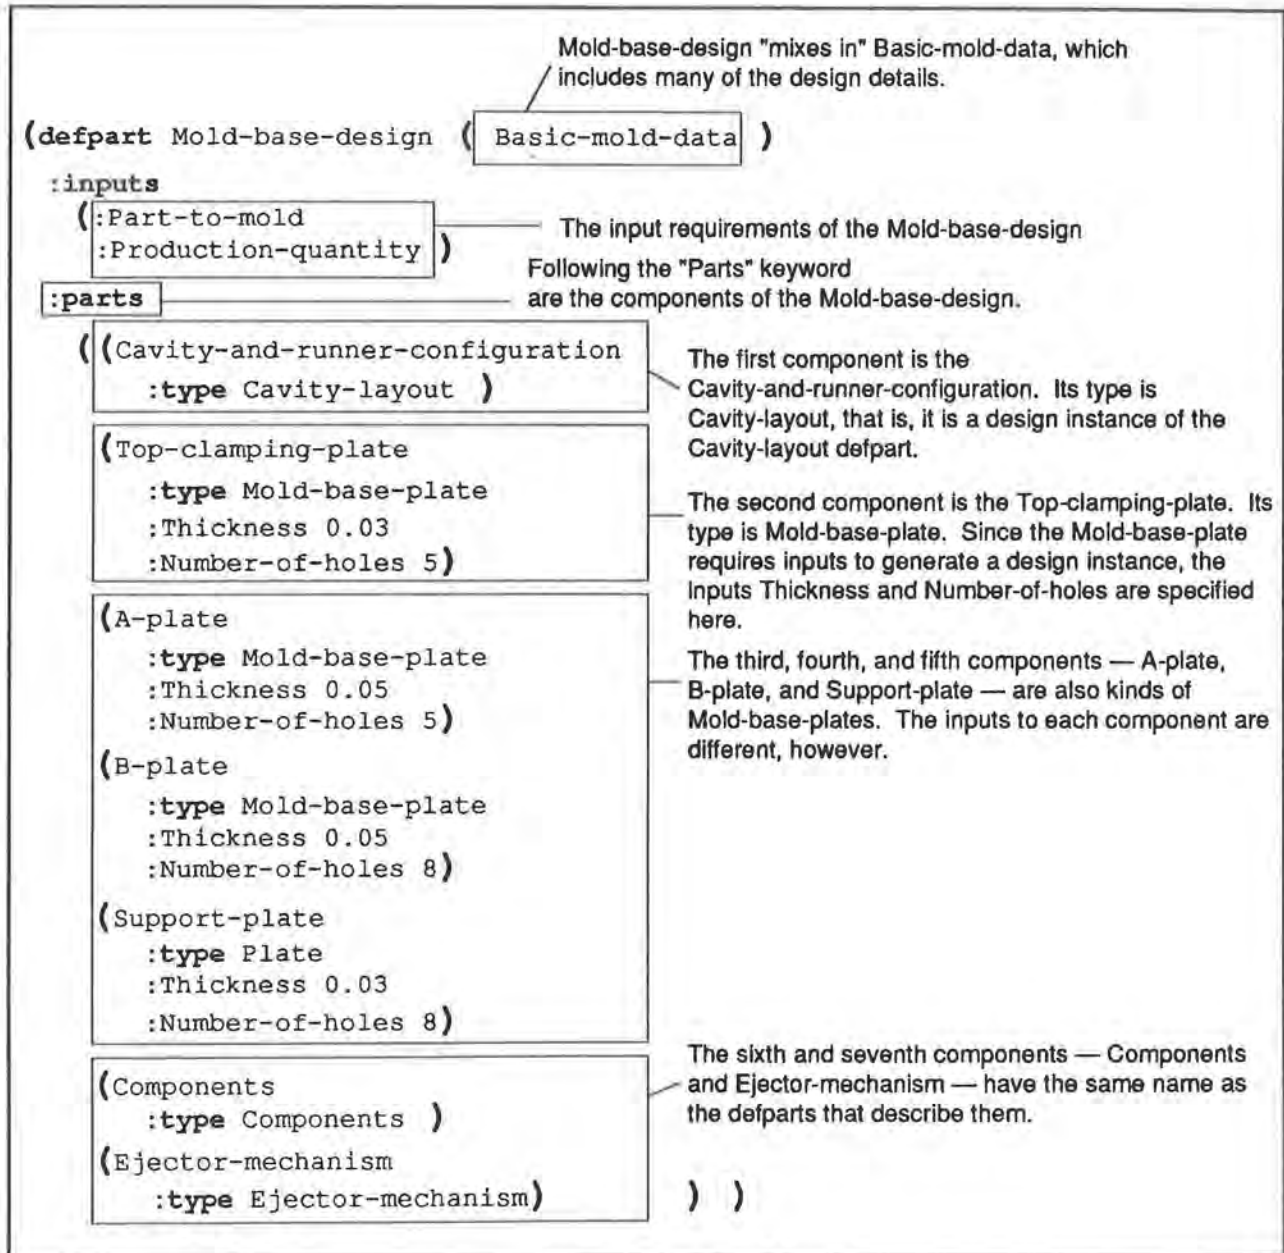 Mold-base-design "mixes in" Basic-mold-data, which
includes many of the design details.
(defpart Mold-base-design ( Basic-mold-data )
:inputs
(:Part-to-mold
:Production-quantity )
The input requirements of the Mold-base-design
Following the "Parts" keyword
are the components of the Mold-base-design.
:parts
( (Cavity-and-runner-configuration
:type Cavity-layout )
The first component is the
Cavity-and-runner-configuration. Its type is
Cavity-layout, that is, it is a design instance of the
Cavity-layout defpart.
(Top-clamping-plate
:type Mold-base-plate
:Thickness 0.03
:Number-of-holes 5)
The second component is the Top-clamping-plate. Its
type is Mold-base-plate. Since the Mold-base-plate
requires inputs to generate a design instance, the
Inputs Thickness and Number-of-holes are specified
here.
(A-plate
:type Mold-base-plate
:Thickness 0.05
:Number-of-holes 5)
The third, fourth, and fifth components — A-plate,
B-plate, and Support-plate — are also kinds of
Mold-base-plates. The inputs to each component are
different, however.
(B-plate
:type Mold-base-plate
:Thickness 0.05
:Number-of-holes 8)
(Support-plate
:type Plate
:Thickness 0.03
:Number-of-holes 8)
(Components
:type Components )
The sixth and seventh components — Components
and Ejector-mechanism — have the same name as
the defparts that describe them.
(Ejector-mechanism
:type Ejector-mechanism) ) )